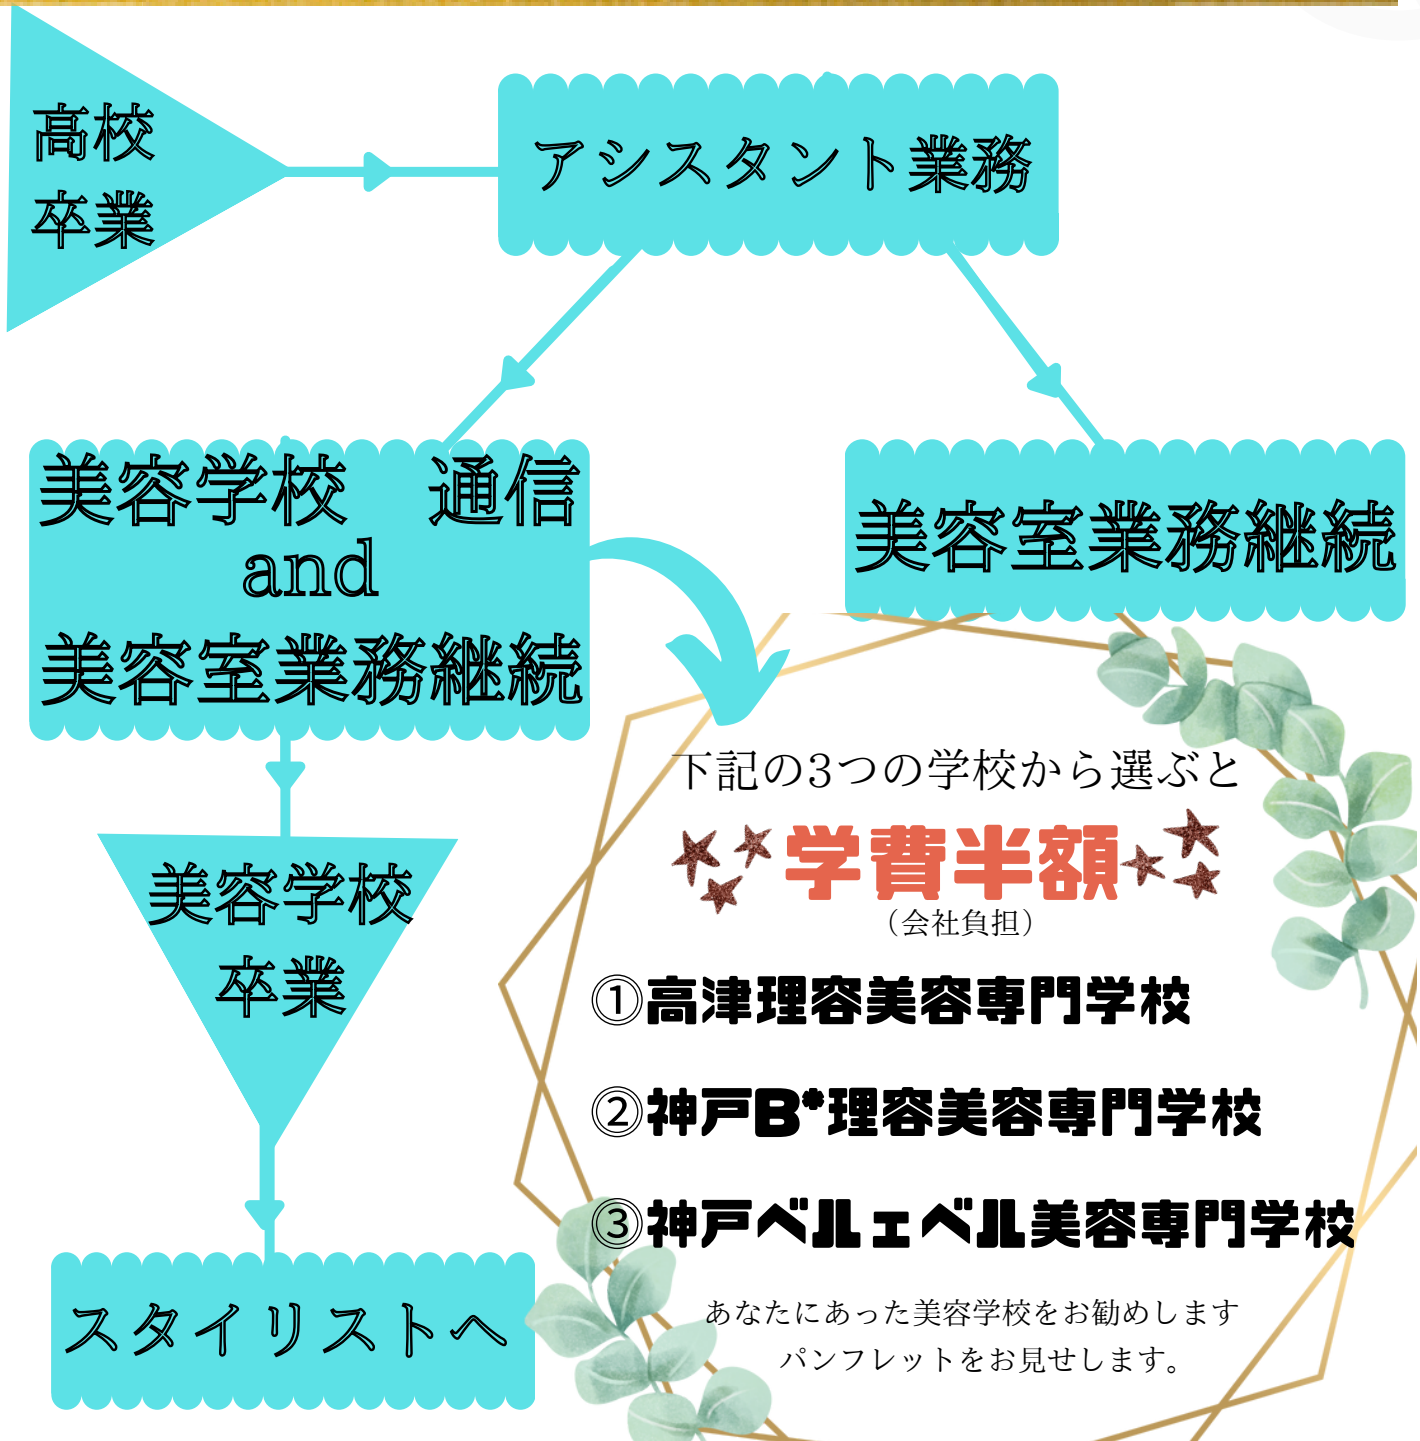 高校
卒業
アシスタント業務
美容学校　通信
and
美容室業務継続
美容室業務継続
美容学校
卒業
スタイリストへ
下記の3つの学校から選ぶと
学費半額
（会社負担）
①高津理容美容専門学校
②神戸B*理容美容専門学校
③神戸ベルェベル美容専門学校
あなたにあった美容学校をお勧めします
パンフレットをお見せします。